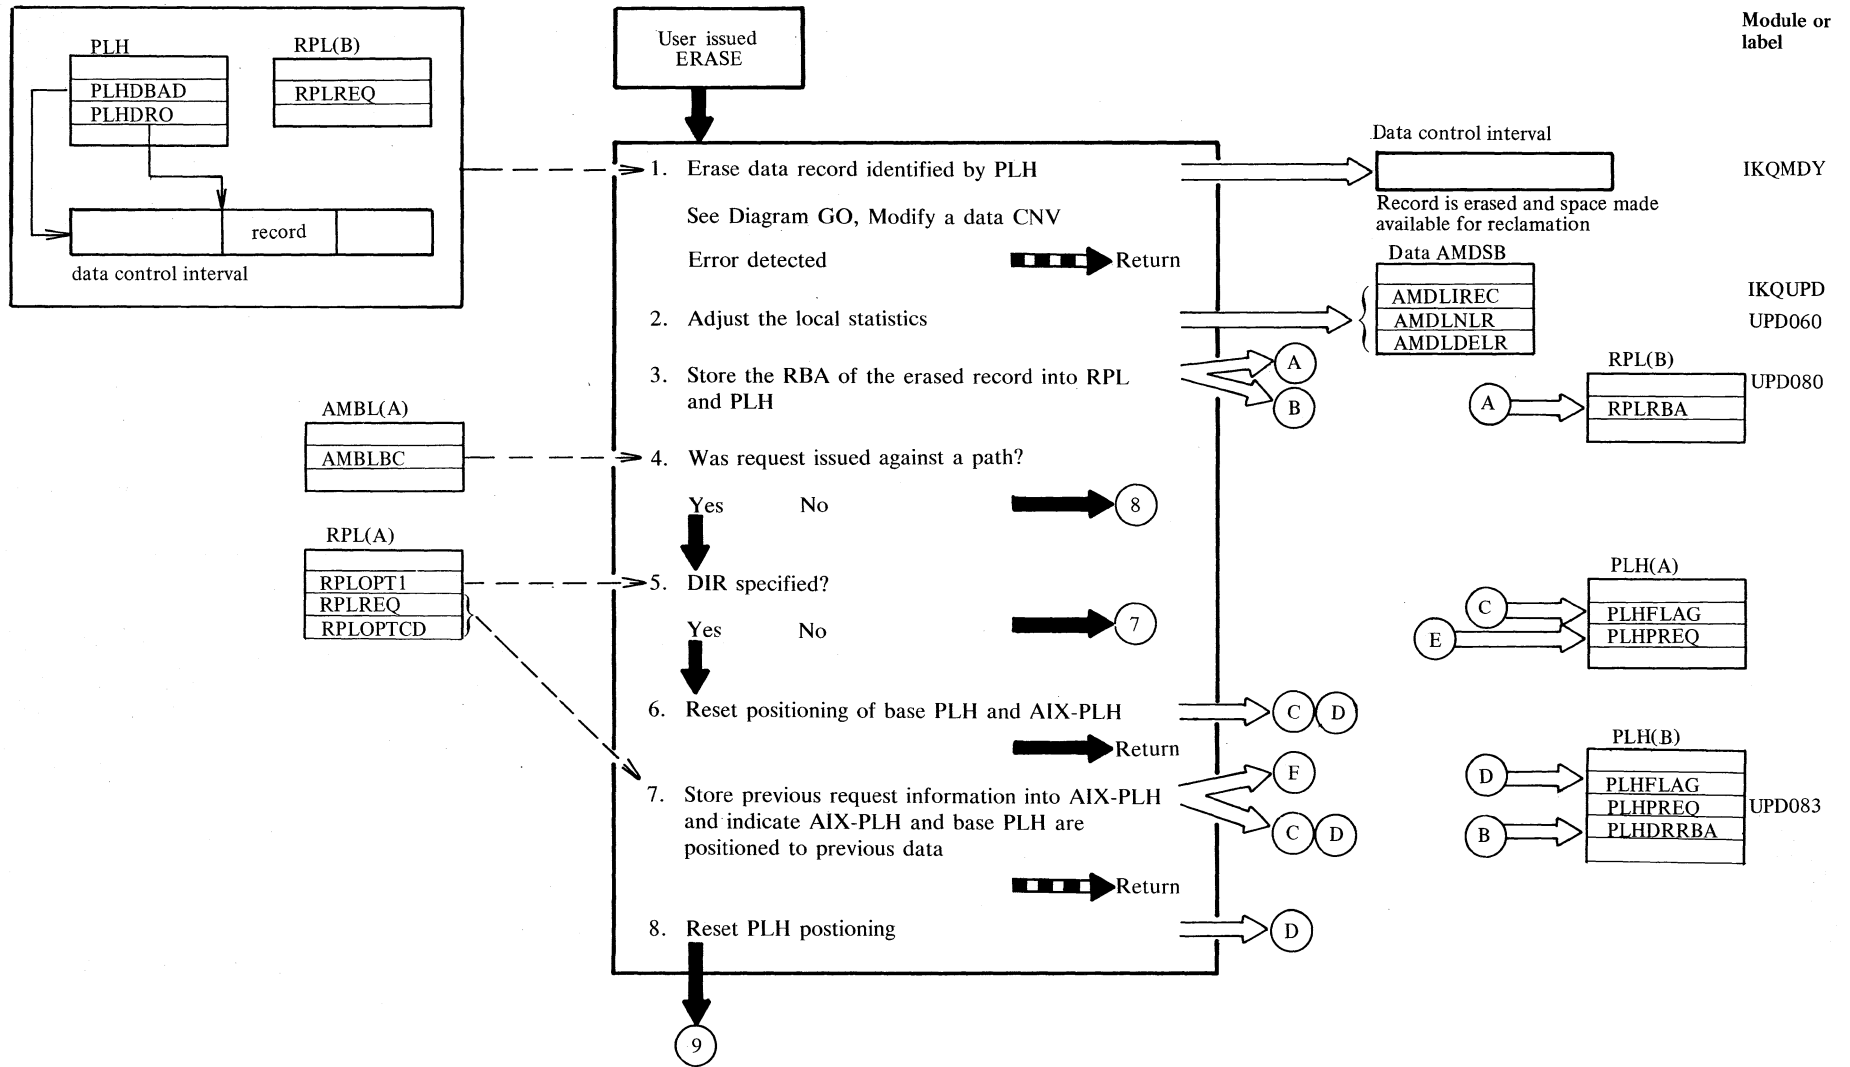 Module or
label
PLH
PLHDBAD
PLHDRO
RPL(B)
RPLREQ
record
data control interval
User issued
ERASE
1. Erase data record identified by PLH
See Diagram GO, Modify a data CNV
Error detected
Return
Data control interval
Record is erased and space made
available for reclamation
IKQMDY
2. Adjust the local statistics
Data AMDSB
AMDLIREC
AMDLNLR
AMDLDELR
IKQUPD
UPD060
3. Store the RBA of the erased record into RPL
and PLH
A
B
A
RPL(B)
RPLRBA
UPD080
AMBL(A)
AMBLBC
4. Was request issued against a path?
Yes No
8
RPL(A)
RPLOPT1
RPLREQ
RPLOPTCD
5. DIR specified?
Yes No
7
C
E
PLH(A)
PLHFLAG
PLHPREQ
6. Reset positioning of base PLH and AIX-PLH
C D
Return
7. Store previous request information into AIX-PLH
and indicate AIX-PLH and base PLH are
positioned to previous data
F
C D
Return
D
B
PLH(B)
PLHFLAG
PLHPREQ
PLHDRRBA
UPD083
8. Reset PLH postioning
D
9